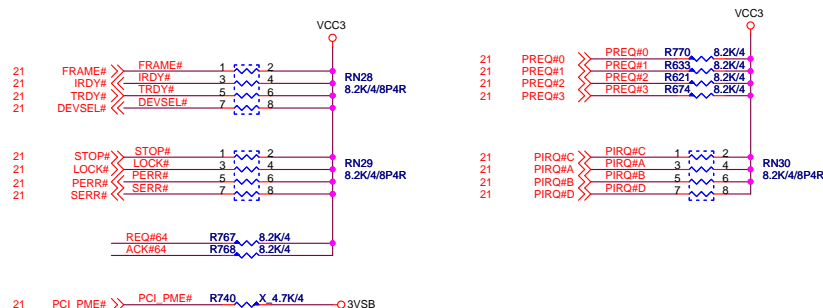 VCC3
21 FRAME# FRAME# 1 2
21 IRDY# IRDY# 3 4
21 TRDY# TRDY# 5 6
21 DEVSEL# DEVSEL# 7 8
RN28
8.2K/4/8P4R
21 STOP# STOP# 1 2
21 LOCK# LOCK# 3 4
21 PERR# PERR# 5 6
21 SERR# SERR# 7 8
RN29
8.2K/4/8P4R
REQ#64 R767 8.2K/4
ACK#64 R768 8.2K/4
21 PCI_PME# PCI_PME# R740 X_4.7K/4 3VSB
VCC3
21 PREQ#0 PREQ#0 R770 8.2K/4
21 PREQ#1 PREQ#1 R633 8.2K/4
21 PREQ#2 PREQ#2 R621 8.2K/4
21 PREQ#3 PREQ#3 R674 8.2K/4
21 PIRQ#C PIRQ#C 1 2
21 PIRQ#A PIRQ#A 3 4
21 PIRQ#B PIRQ#B 5 6
21 PIRQ#D PIRQ#D 7 8
RN30
8.2K/4/8P4R